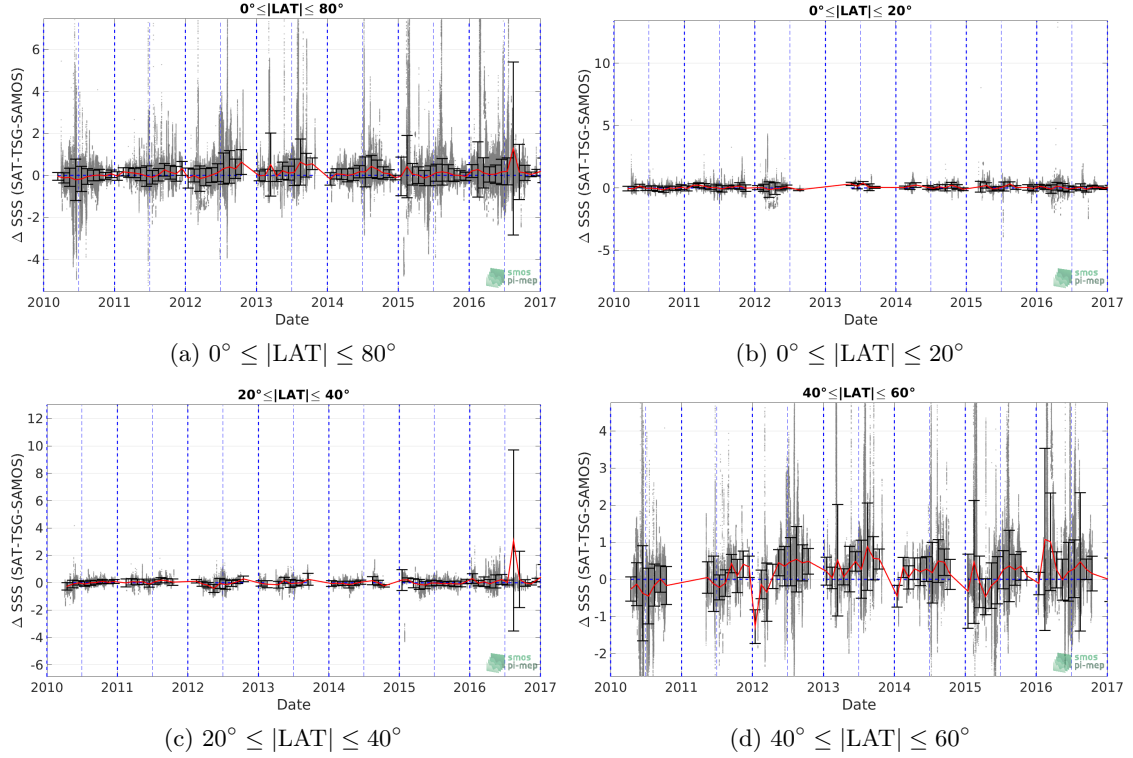 0°≤|LAT|≤ 80°
Δ SSS (SAT-TSG-SAMOS)
6
4
2
0
-2
-4
2010 2011 2012 2013 2014 2015 2016 2017
Date
smos
pi-mep
(a) 0° ≤ |LAT| ≤ 80°
0°≤|LAT|≤ 20°
Δ SSS (SAT-TSG-SAMOS)
10
5
0
-5
2010 2011 2012 2013 2014 2015 2016 2017
Date
smos
pi-mep
(b) 0° ≤ |LAT| ≤ 20°
20°≤|LAT|≤ 40°
Δ SSS (SAT-TSG-SAMOS)
12
10
8
6
4
2
0
-2
-4
-6
2010 2011 2012 2013 2014 2015 2016 2017
Date
smos
pi-mep
(c) 20° ≤ |LAT| ≤ 40°
40°≤|LAT|≤ 60°
Δ SSS (SAT-TSG-SAMOS)
4
3
2
1
0
-1
-2
2010 2011 2012 2013 2014 2015 2016 2017
Date
smos
pi-mep
(d) 40° ≤ |LAT| ≤ 60°